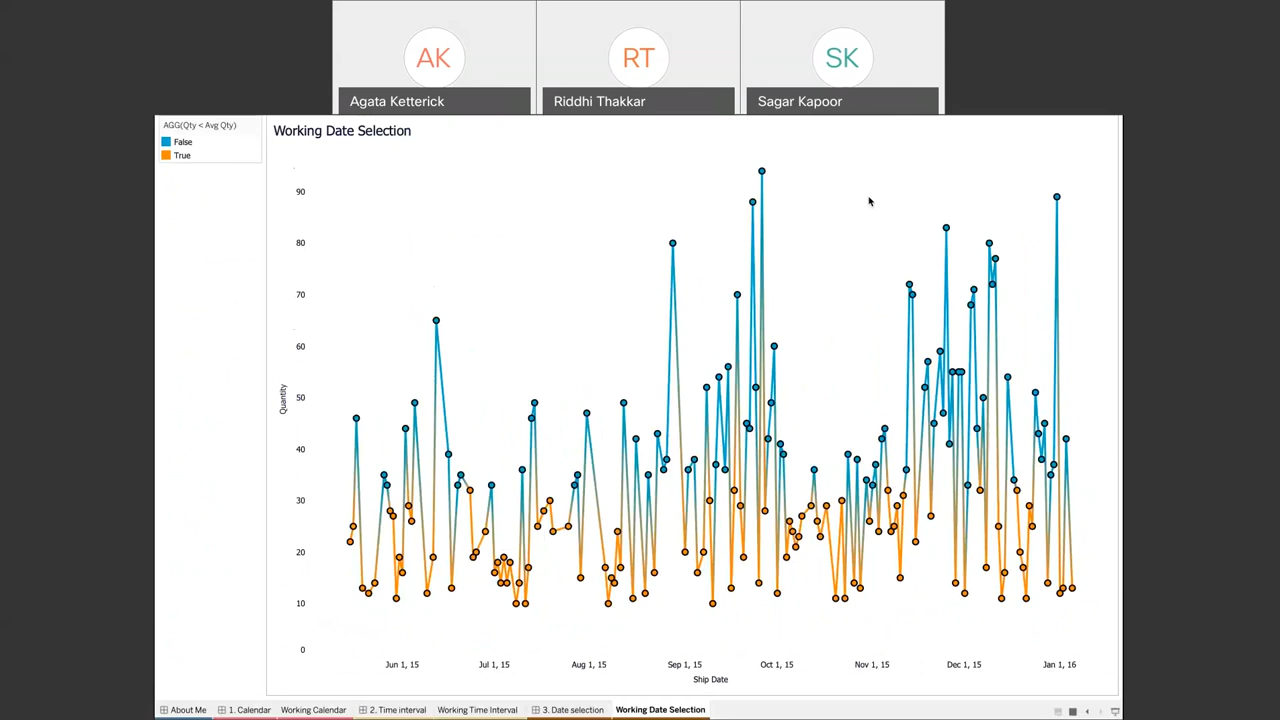 AK
RT
SK
Agata Ketterick
Riddhi Thakkar
Sagar Kapoor
AGG(Qty < Avg Qty)
False
True
Working Date Selection
90
80
70
60
50
40
30
20
10
0
Quantity
Jun 1, 15
Jul 1, 15
Aug 1, 15
Sep 1, 15
Oct 1, 15
Nov 1, 15
Dec 1, 15
Jan 1, 16
Ship Date
About Me
1. Calendar
Working Calendar
2. Time interval
Working Time Interval
3. Date selection
Working Date Selection